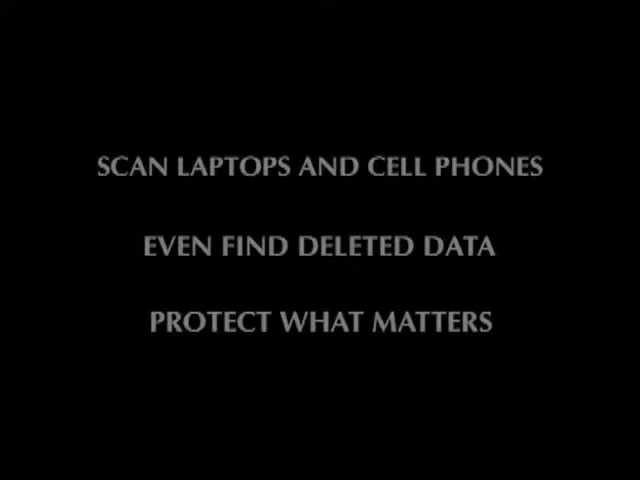 SCAN LAPTOPS AND CELL PHONES
EVEN FIND DELETED DATA
PROTECT WHAT MATTERS